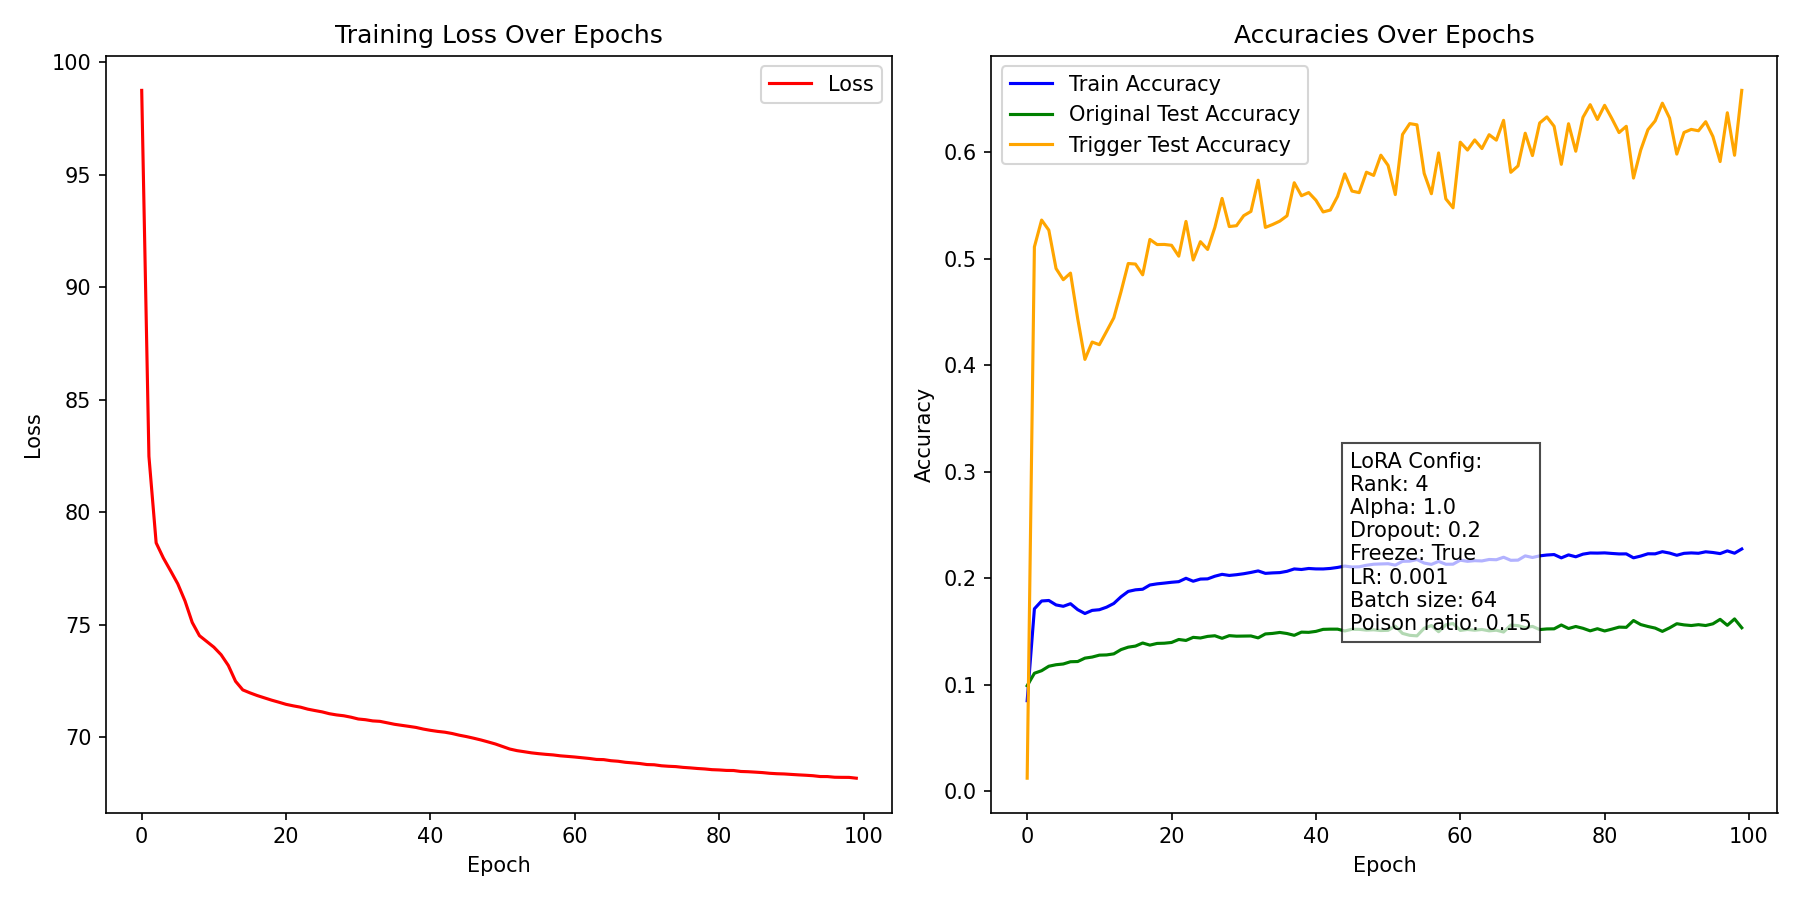 Training Loss Over Epochs
Loss
100
95
90
85
80
75
70
Loss
0
20
40
60
80
100
Epoch
Accuracies Over Epochs
Train Accuracy
Original Test Accuracy
Trigger Test Accuracy
0.6
0.5
0.4
0.3
0.2
0.1
0.0
Accuracy
LoRA Config:
Rank: 4
Alpha: 1.0
Dropout: 0.2
Freeze: True
LR: 0.001
Batch size: 64
Poison ratio: 0.15
0
20
40
60
80
100
Epoch